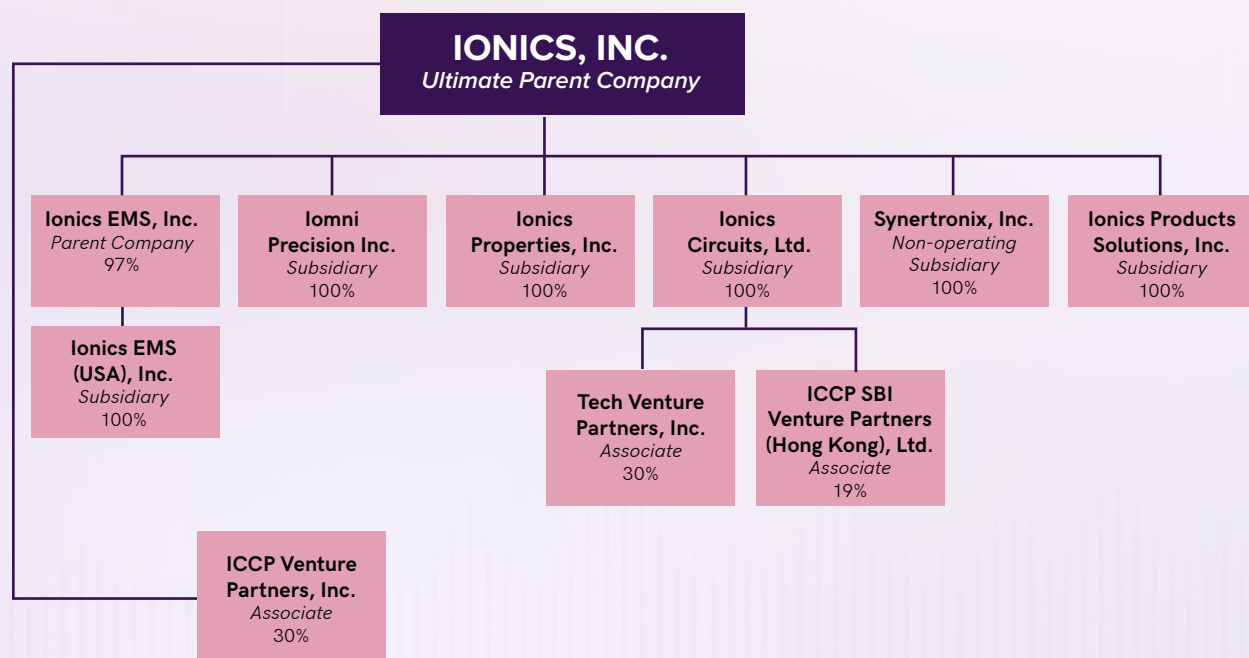 IONICS, INC.
Ultimate Parent Company
Ionics EMS, Inc.
Parent Company
97%
Iomni
Precision Inc.
Subsidiary
100%
Ionics
Properties, Inc.
Subsidiary
100%
Ionics
Circuits, Ltd.
Subsidiary
100%
Synertronix, Inc.
Non-operating
Subsidiary
100%
Ionics Products
Solutions, Inc.
Subsidiary
100%
Ionics EMS
(USA), Inc.
Subsidiary
100%
Tech Venture
Partners, Inc.
Associate
30%
ICCP SBI
Venture Partners
(Hong Kong), Ltd.
Associate
19%
ICCP Venture
Partners, Inc.
Associate
30%